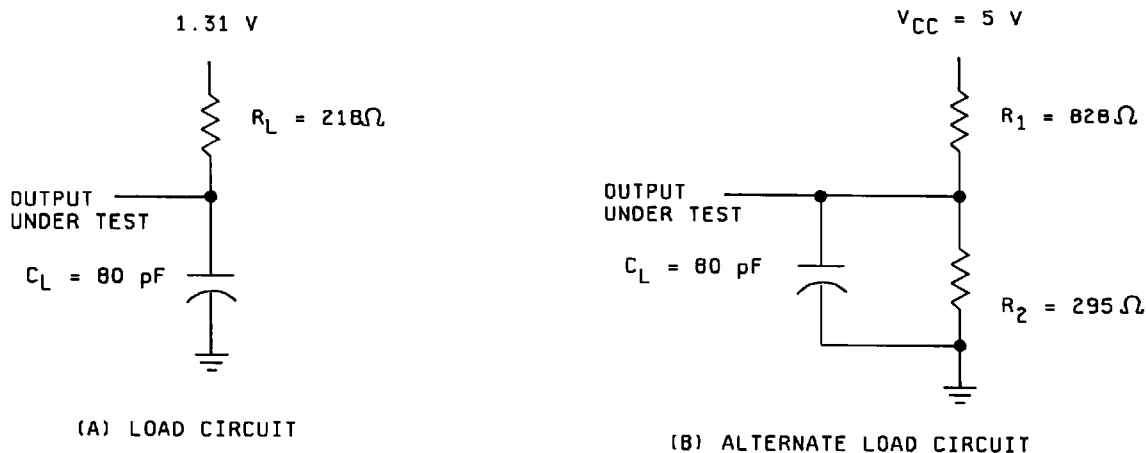 1.31 V
R_L = 218Ω
OUTPUT
UNDER TEST
C_L = 80 pF
(A) LOAD CIRCUIT
V_CC = 5 V
R_1 = 828Ω
OUTPUT
UNDER TEST
C_L = 80 pF
R_2 = 295Ω
(B) ALTERNATE LOAD CIRCUIT